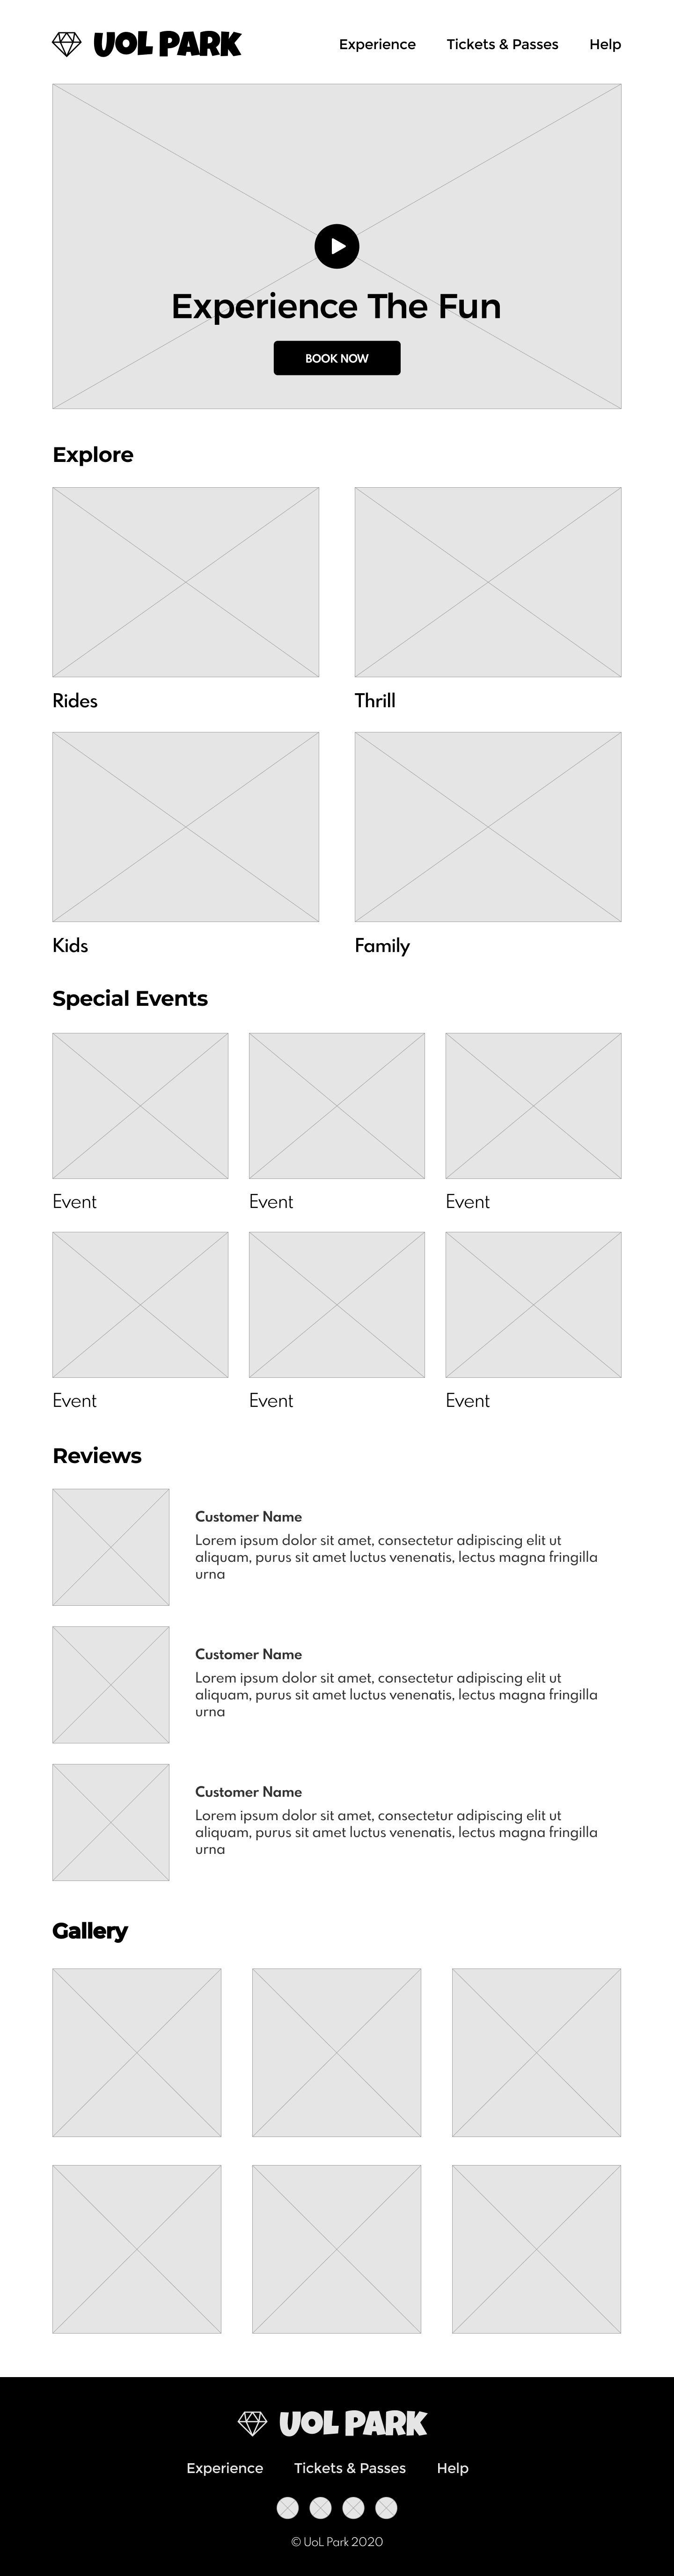 UOL PARK
Experience Tickets & Passes Help
Experience The Fun
BOOK NOW
Explore
Rides
Thrill
Kids
Family
Special Events
Event
Event
Event
Event
Event
Event
Reviews
Customer Name
Lorem ipsum dolor sit amet, consectetur adipiscing elit ut
aliquam, purus sit amet luctus venenatis, lectus magna fringilla
urna
Customer Name
Lorem ipsum dolor sit amet, consectetur adipiscing elit ut
aliquam, purus sit amet luctus venenatis, lectus magna fringilla
urna
Customer Name
Lorem ipsum dolor sit amet, consectetur adipiscing elit ut
aliquam, purus sit amet luctus venenatis, lectus magna fringilla
urna
Gallery
UOL PARK
Experience Tickets & Passes Help
© UoL Park 2020